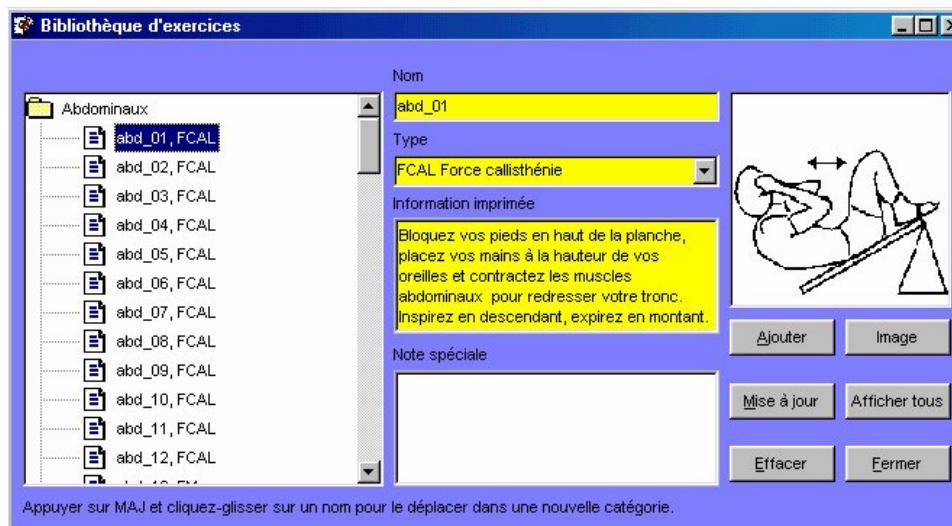 Bibliothèque d'exercices
Abdominaux
abd_01, FCAL
abd_02, FCAL
abd_03, FCAL
abd_04, FCAL
abd_05, FCAL
abd_06, FCAL
abd_07, FCAL
abd_08, FCAL
abd_09, FCAL
abd_10, FCAL
abd_11, FCAL
abd_12, FCAL
Nom
abd_01
Type
FCAL Force callisthénie
Information imprimée
Bloquez vos pieds en haut de la planche,
placez vos mains à la hauteur de vos
oreilles et contractez les muscles
abdominaux pour redresser votre tronc.
Inspirez en descendant, expirez en montant.
Note spéciale
Ajouter
Image
Mise à jour
Afficher tous
Effacer
Fermer
Appuyer sur MAJ et cliquez-glisser sur un nom pour le déplacer dans une nouvelle catégorie.